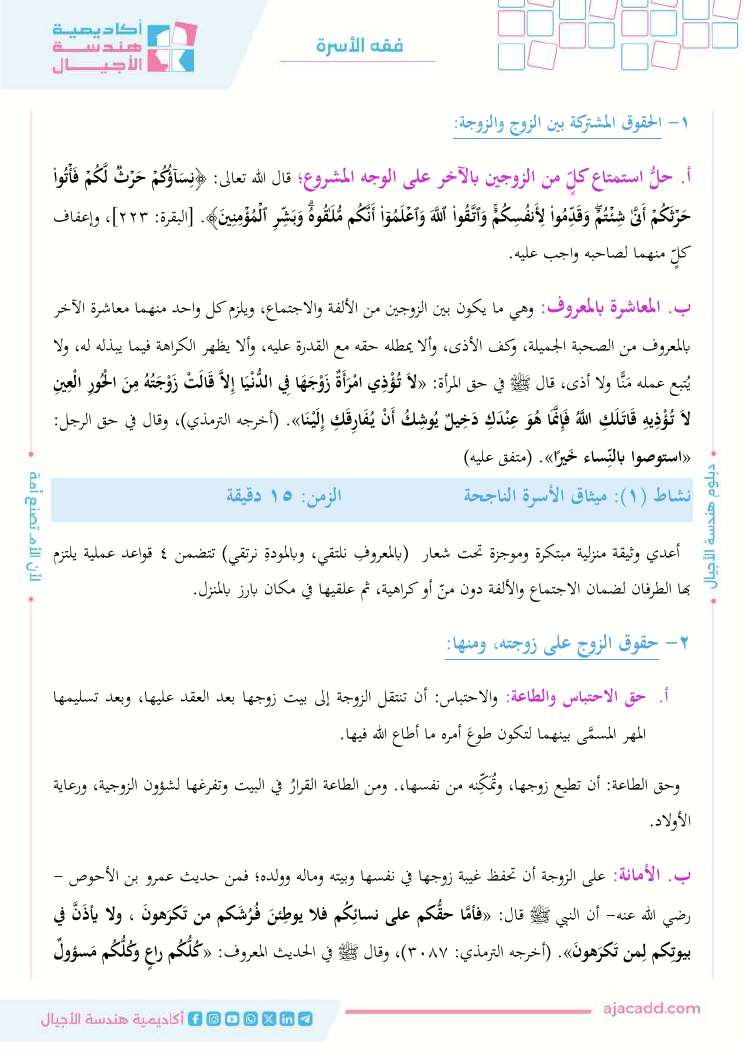 أكاديمية
هندسة
الأجيال
فقه الأسرة
١- الحقوق المشتركة بين الزوج والزوجة:
أ. حلُّ استمتاع كلٍّ من الزوجين بالآخر على الوجه المشروع؛ قال الله تعالى: ﴿نِسَآؤُكُمْ حَرْثٌ لَّكُمْ فَأْتُوا۟
حَرْثَكُمْ أَنَّىٰ شِئْتُمْ ۖ وَقَدِّمُوا۟ لِأَنفُسِكُمْ ۚ وَٱتَّقُوا۟ ٱللَّهَ وَٱعْلَمُوٓا۟ أَنَّكُم مُّلَـٰقُوهُ ۗ وَبَشِّرِ ٱلْمُؤْمِنِينَ﴾. [البقرة: ٢٢٣]، وإعفاف
كلٍّ منهما لصاحبه واجب عليه.
ب. المعاشرة بالمعروف: وهي ما يكون بين الزوجين من الألفة والاجتماع، ويلزم كل واحد منهما معاشرة الآخر
بالمعروف من الصحبة الجميلة، وكف الأذى، وألا يمطله حقه مع القدرة عليه، وألا يظهر الكراهة فيما يبذله له، ولا
يُتبع عمله مَنًّا ولا أذى، قال ﷺ في حق المرأة: «لاَ تُؤْذِي امْرَأَةٌ زَوْجَهَا فِي الدُّنْيَا إِلاَّ قَالَتْ زَوْجَتُهُ مِنَ الْحُورِ الْعِينِ
لاَ تُؤْذِيهِ قَاتَلَكِ اللَّهُ فَإِنَّمَا هُوَ عِنْدَكِ دَخِيلٌ يُوشِكُ أَنْ يُفَارِقَكِ إِلَيْنَا». (أخرجه الترمذي)، وقال في حق الرجل:
«استوصوا بالنِّساء خَيرًا». (متفق عليه)
نشاط (١): ميثاق الأسرة الناجحة الزمن: ١٥ دقيقة
أعدي وثيقة منزلية مبتكرة وموجزة تحت شعار (بالمعروفِ نلتقي، وبالمودةِ نرتقي) تتضمن ٤ قواعد عملية يلتزم
بها الطرفان لضمان الاجتماع والألفة دون منّ أو كراهية، ثم علقيها في مكان بارز بالمنزل.
٢- حقوق الزوج على زوجته، ومنها:
أ. حق الاحتباس والطاعة: والاحتباس: أن تنتقل الزوجة إلى بيت زوجها بعد العقد عليها، وبعد تسليمها
المهر المسمَّى بينهما لتكون طوعَ أمره ما أطاع الله فيها.
وحق الطاعة: أن تطيع زوجها، وتُمَكِّنه من نفسها،. ومن الطاعة القرارُ في البيت وتفرغها لشؤون الزوجية، ورعاية
الأولاد.
ب. الأمانة: على الزوجة أن تحفظ غيبة زوجها في نفسها وبيته وماله وولده؛ فمن حديث عمرو بن الأحوص -
رضي الله عنه- أن النبي ﷺ قال: «فأمَّا حقُّكم على نسائِكُم فلا يوطِئنَ فُرُشَكم من تَكرَهونَ ، ولا يأذَنَّ في
بيوتِكم لِمن تَكرَهونَ». (أخرجه الترمذي: ٣٠٨٧)، وقال ﷺ في الحديث المعروف: «كُلُّكُم راعٍ وكُلُّكُم مَسؤولٌ
دبلوم هندسة الأجيال
لأن الأم تصنع أمة
أكاديمية هندسة الأجيال
ajacadd.com